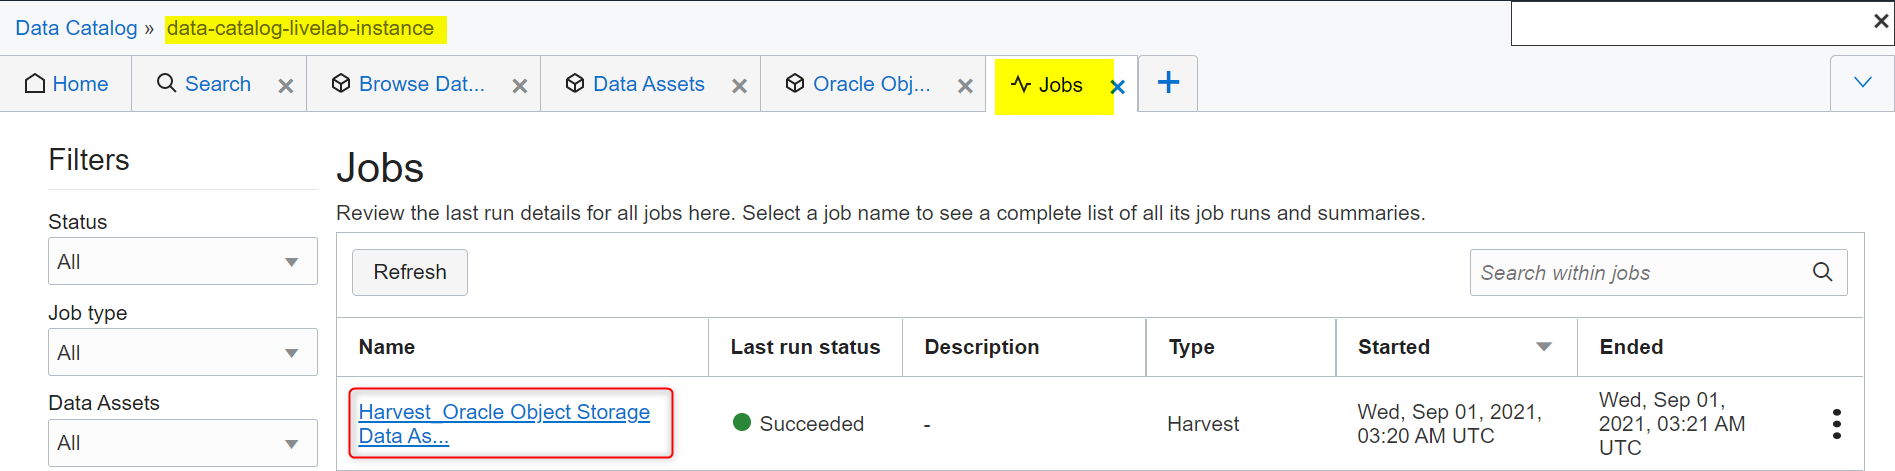 Data Catalog » data-catalog-livelab-instance
Home
Search
Browse Dat...
Data Assets
Oracle Obj...
Jobs
Filters
Status
All
Job type
All
Data Assets
All
Jobs
Review the last run details for all jobs here. Select a job name to see a complete list of all its job runs and summaries.
Refresh
Search within jobs
Name
Last run status
Description
Type
Started
Ended
Harvest_Oracle Object Storage
Data As...
Succeeded
-
Harvest
Wed, Sep 01, 2021,
03:20 AM UTC
Wed, Sep 01,
2021, 03:21 AM
UTC